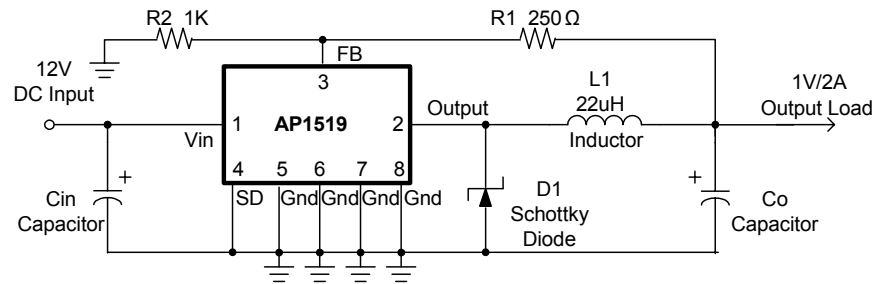 R2 1K
R1 250Ω
FB
12V
DC Input
3
L1
22uH
Inductor
1V/2A
Output Load
Output
Vin
1
AP1519
2
4
5
6
7
8
SD
Gnd
Gnd
Gnd
Gnd
Cin
Capacitor
+
D1
Schottky
Diode
+
Co
Capacitor